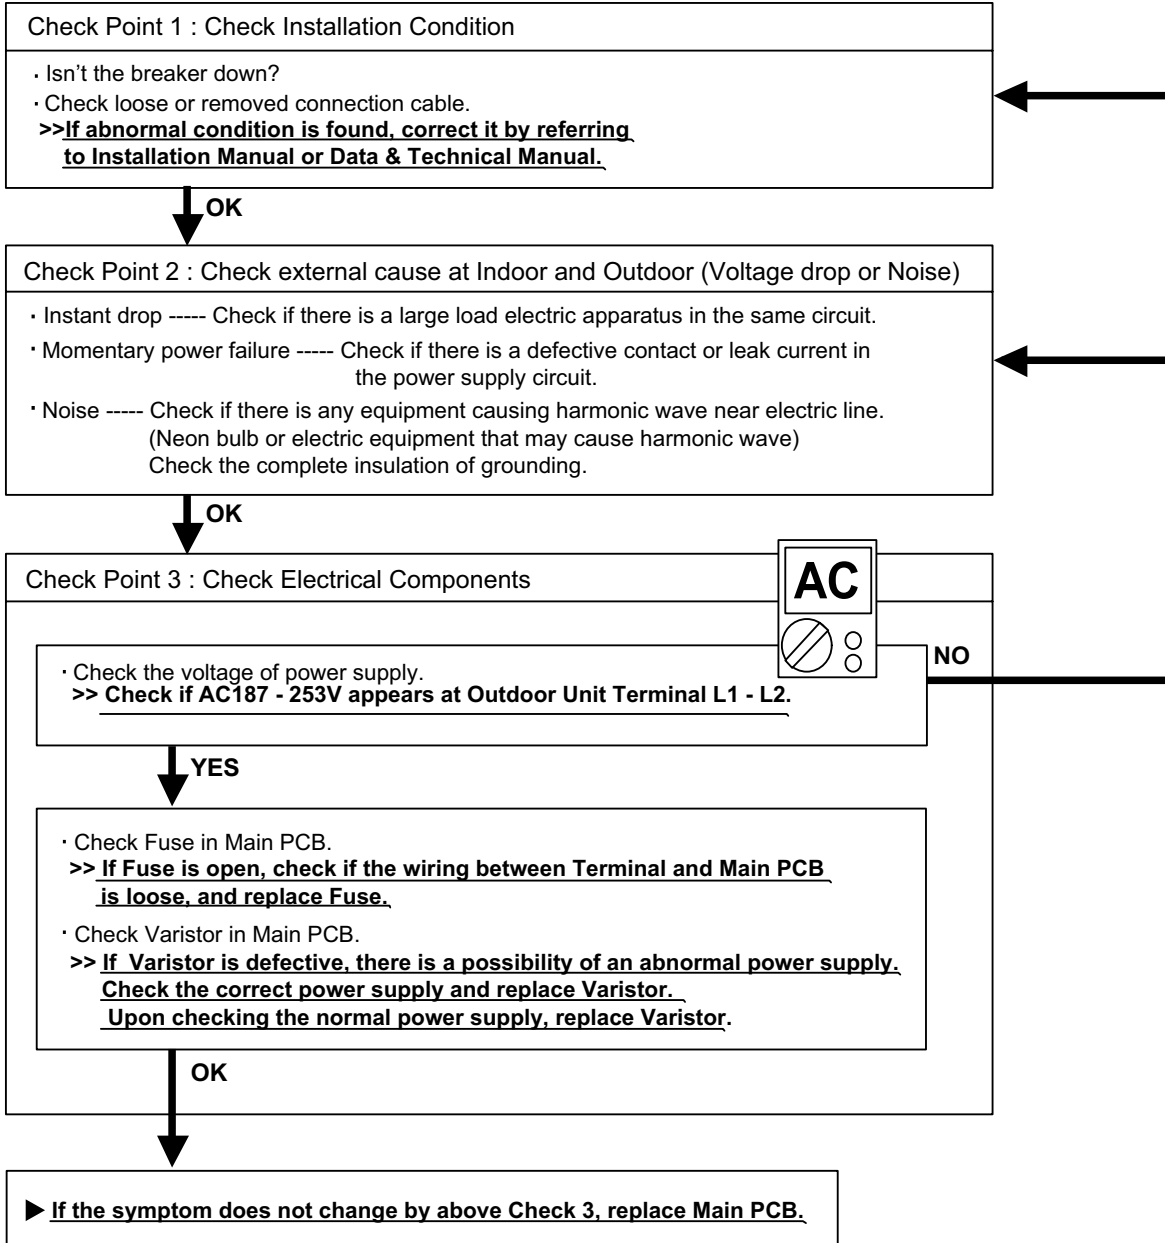 Check Point 1 : Check Installation Condition
· Isn't the breaker down?
· Check loose or removed connection cable.
>>If abnormal condition is found, correct it by referring
to Installation Manual or Data & Technical Manual.
OK
Check Point 2 : Check external cause at Indoor and Outdoor (Voltage drop or Noise)
· Instant drop ----- Check if there is a large load electric apparatus in the same circuit.
· Momentary power failure ----- Check if there is a defective contact or leak current in
the power supply circuit.
· Noise ----- Check if there is any equipment causing harmonic wave near electric line.
(Neon bulb or electric equipment that may cause harmonic wave)
Check the complete insulation of grounding.
OK
Check Point 3 : Check Electrical Components
AC
· Check the voltage of power supply.
>> Check if AC187 - 253V appears at Outdoor Unit Terminal L1 - L2.
NO
YES
· Check Fuse in Main PCB.
>> If Fuse is open, check if the wiring between Terminal and Main PCB
is loose, and replace Fuse.
· Check Varistor in Main PCB.
>> If Varistor is defective, there is a possibility of an abnormal power supply.
Check the correct power supply and replace Varistor.
Upon checking the normal power supply, replace Varistor.
OK
▶ If the symptom does not change by above Check 3, replace Main PCB.